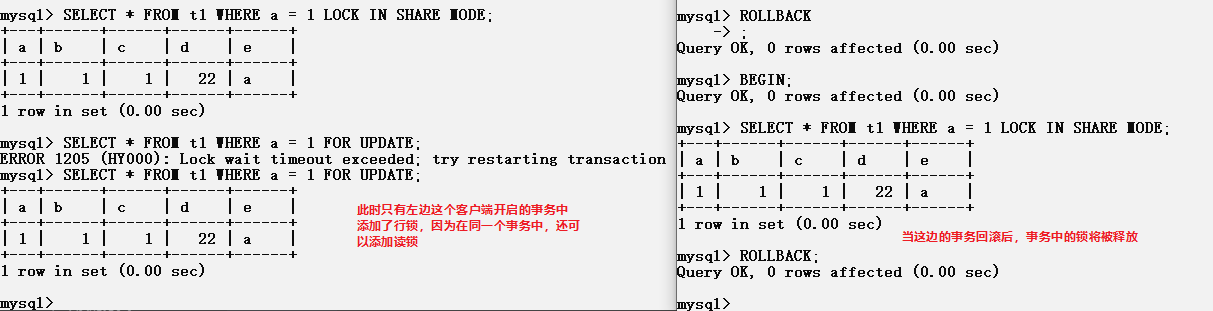 mysql> SELECT * FROM t1 WHERE a = 1 LOCK IN SHARE MODE;
+---+------+------+------+------+
| a | b    | c    | d    | e    |
+---+------+------+------+------+
| 1 |    1 |    1 |   22 | a    |
+---+------+------+------+------+
1 row in set (0.00 sec)
mysql> SELECT * FROM t1 WHERE a = 1 FOR UPDATE;
ERROR 1205 (HY000): Lock wait timeout exceeded; try restarting transaction
mysql> SELECT * FROM t1 WHERE a = 1 FOR UPDATE;
+---+------+------+------+------+
| a | b    | c    | d    | e    |
+---+------+------+------+------+
| 1 |    1 |    1 |   22 | a    |
+---+------+------+------+------+
1 row in set (0.00 sec)
mysql>
此时只有左边这个客户端开启的事务中
添加了行锁，因为在同一个事务中，还可
以添加读锁
mysql> ROLLBACK
    -> ;
Query OK, 0 rows affected (0.00 sec)
mysql> BEGIN;
Query OK, 0 rows affected (0.00 sec)
mysql> SELECT * FROM t1 WHERE a = 1 LOCK IN SHARE MODE;
+---+------+------+------+------+
| a | b    | c    | d    | e    |
+---+------+------+------+------+
| 1 |    1 |    1 |   22 | a    |
+---+------+------+------+------+
1 row in set (0.00 sec)
当这边的事务回滚后，事务中的锁将被释放
mysql> ROLLBACK;
Query OK, 0 rows affected (0.00 sec)
mysql>